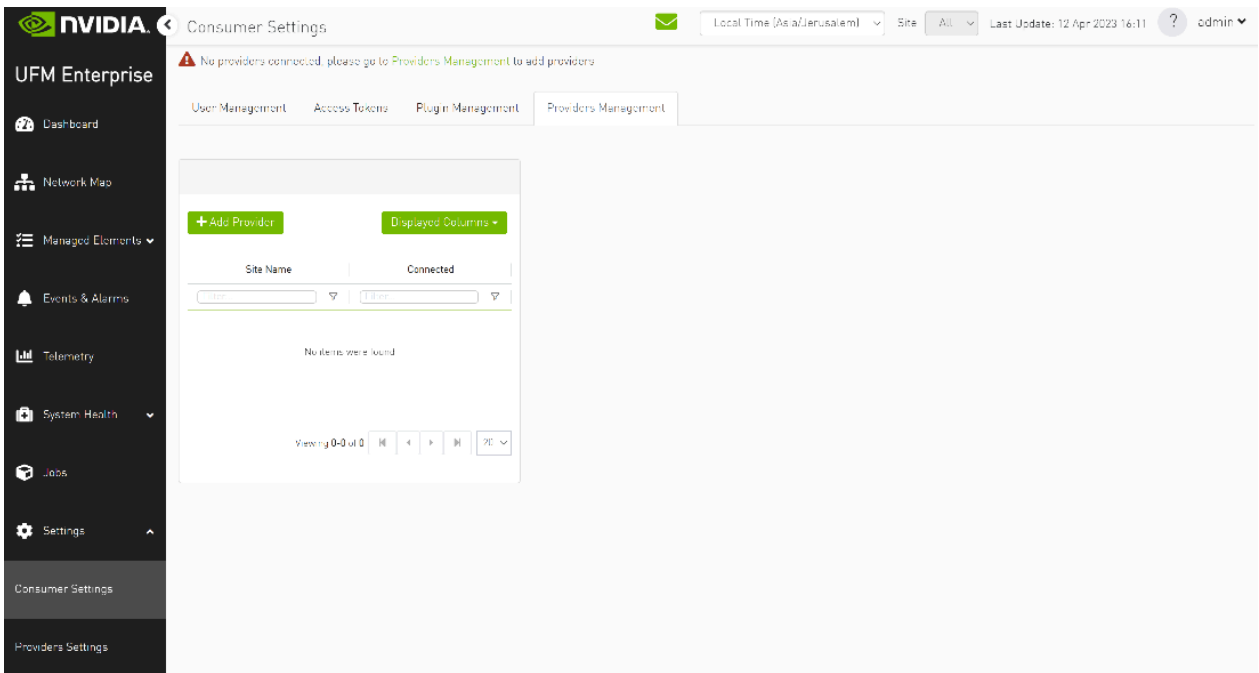 NVIDIA.
Consumer Settings
Local Time (Asia/Jerusalem)
Site
All
Last Update: 12 Apr 2023 16:11
?
admin
UFM Enterprise
No providers connected, please go to Providers Management to add providers
User Management
Access Tokens
Plugin Management
Providers Management
Dashboard
Network Map
Managed Elements
Events & Alarms
Telemetry
System Health
Jobs
Settings
Consumer Settings
Providers Settings
+ Add Provider
Displayed Columns
Site Name
Connected
Filter...
Filter...
No items were found
Viewing 0-0 of 0
20